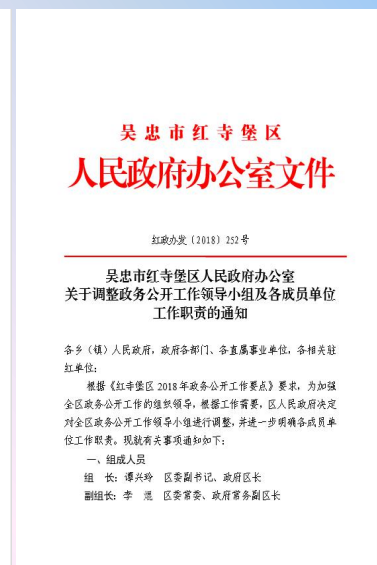 吴忠市红寺堡区
人民政府办公室文件
红政办发〔2018〕252号
吴忠市红寺堡区人民政府办公室
关于调整政务公开工作领导小组及各成员单位
工作职责的通知
各乡（镇）人民政府，政府各部门、各直属事业单位，各相关驻
红单位：
根据《红寺堡区2018年政务公开工作要点》要求，为加强
全区政务公开工作的组织领导，根据工作需要，区人民政府决定
对全区政务公开工作领导小组进行调整，并进一步明确各成员单
位工作职责。现就有关事项通知如下：
一、组成人员
组　长：谭兴玲　区委副书记、政府区长
副组长：李　　区委常委、政府常务副区长